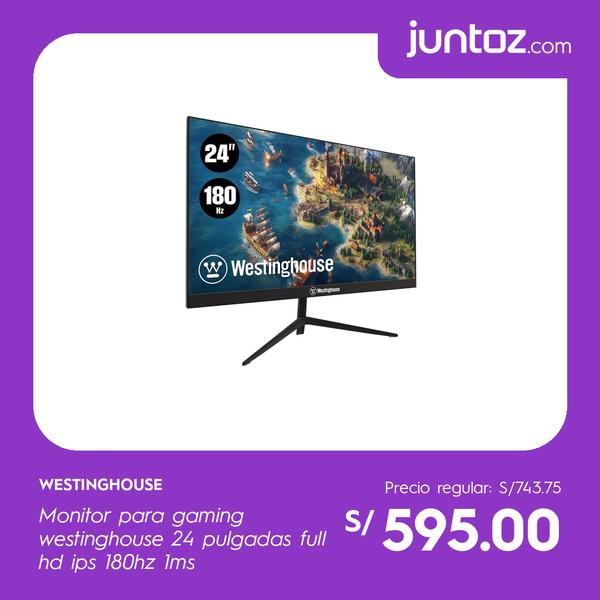 juntoz.com
24"
180
Hz
Westinghouse
Westinghouse
WESTINGHOUSE
Monitor para gaming
westinghouse 24 pulgadas full
hd ips 180hz 1ms
Precio regular: S/743.75
S/ 595.00